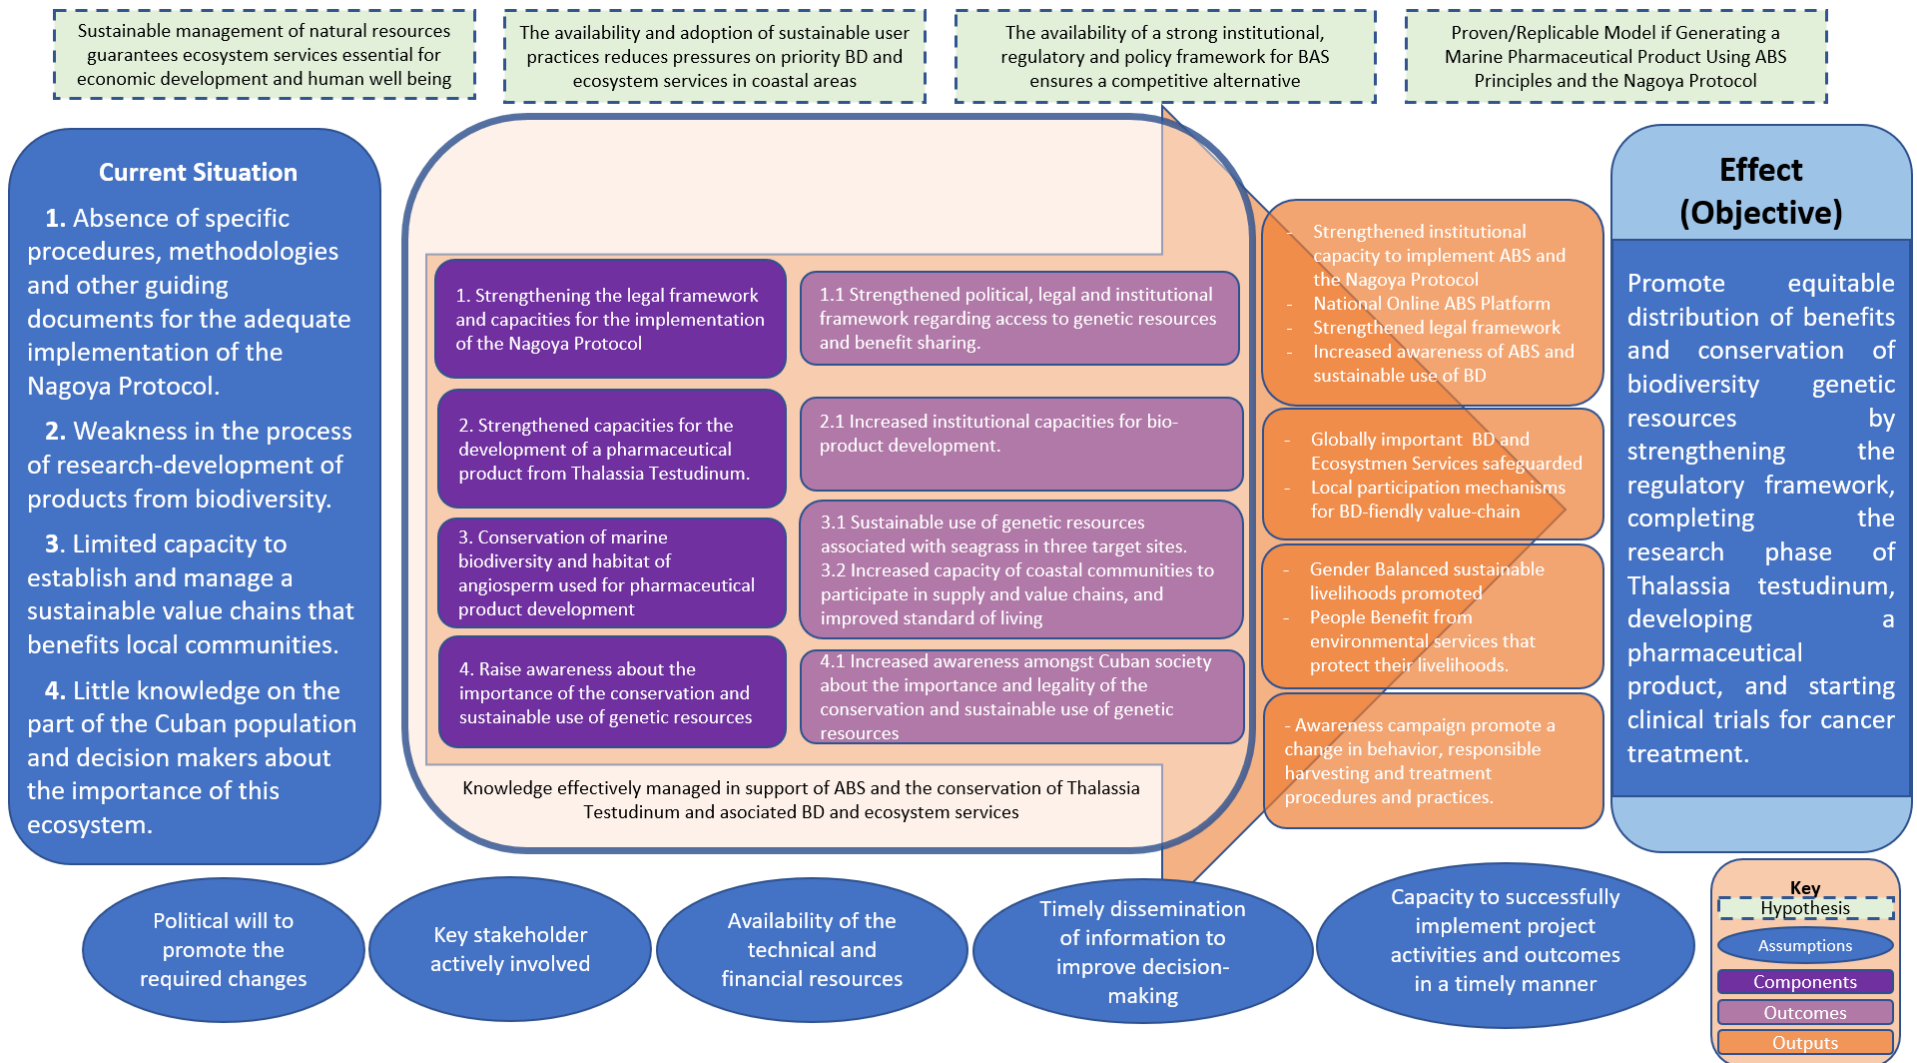 Sustainable management of natural resources
guarantees ecosystem services essential for
economic development and human well being
The availability and adoption of sustainable user
practices reduces pressures on priority BD and
ecosystem services in coastal areas
The availability of a strong institutional,
regulatory and policy framework for BAS
ensures a competitive alternative
Proven/Replicable Model if Generating a
Marine Pharmaceutical Product Using ABS
Principles and the Nagoya Protocol
Current Situation
1. Absence of specific
procedures, methodologies
and other guiding
documents for the adequate
implementation of the
Nagoya Protocol.
2. Weakness in the process
of research-development of
products from biodiversity.
3. Limited capacity to
establish and manage a
sustainable value chains that
benefits local communities.
4. Little knowledge on the
part of the Cuban population
and decision makers about
the importance of this
ecosystem.
1. Strengthening the legal framework
and capacities for the implementation
of the Nagoya Protocol
1.1 Strengthened political, legal and institutional
framework regarding access to genetic resources
and benefit sharing.
2. Strengthened capacities for the
development of a pharmaceutical
product from Thalassia Testudinum.
2.1 Increased institutional capacities for bio-
product development.
3. Conservation of marine
biodiversity and habitat of
angiosperm used for pharmaceutical
product development
3.1 Sustainable use of genetic resources
associated with seagrass in three target sites.
3.2 Increased capacity of coastal communities to
participate in supply and value chains, and
improved standard of living
4. Raise awareness about the
importance of the conservation and
sustainable use of genetic resources
4.1 Increased awareness amongst Cuban society
about the importance and legality of the
conservation and sustainable use of genetic
resources
Knowledge effectively managed in support of ABS and the conservation of Thalassia
Testudinum and asociated BD and ecosystem services
- Strengthened institutional
capacity to implement ABS and
the Nagoya Protocol
- National Online ABS Platform
- Strengthened legal framework
- Increased awareness of ABS and
sustainable use of BD
- Globally important BD and
Ecosystmen Services safeguarded
- Local participation mechanisms
for BD-fiendly value-chain
- Gender Balanced sustainable
livelihoods promoted
- People Benefit from
environmental services that
protect their livelihoods.
- Awareness campaign promote a
change in behavior, responsible
harvesting and treatment
procedures and practices.
Effect
(Objective)
Promote equitable
distribution of benefits
and conservation of
biodiversity genetic
resources by
strengthening the
regulatory framework,
completing the
research phase of
Thalassia testudinum,
developing a
pharmaceutical
product, and starting
clinical trials for cancer
treatment.
Political will to
promote the
required changes
Key stakeholder
actively involved
Availability of the
technical and
financial resources
Timely dissemination
of information to
improve decision-
making
Capacity to successfully
implement project
activities and outcomes
in a timely manner
Key
Hypothesis
Assumptions
Components
Outcomes
Outputs